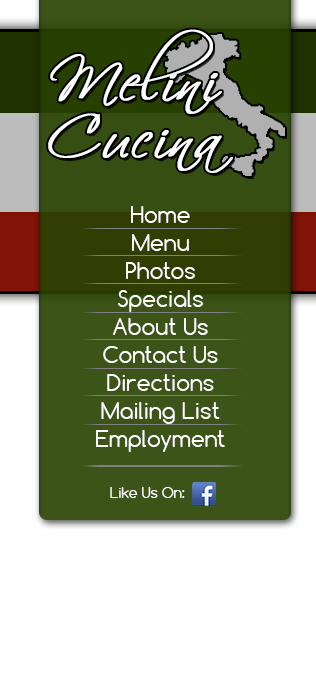 Melini
Cucina
Home
Menu
Photos
Specials
About Us
Contact Us
Directions
Mailing List
Employment
Like Us On: f